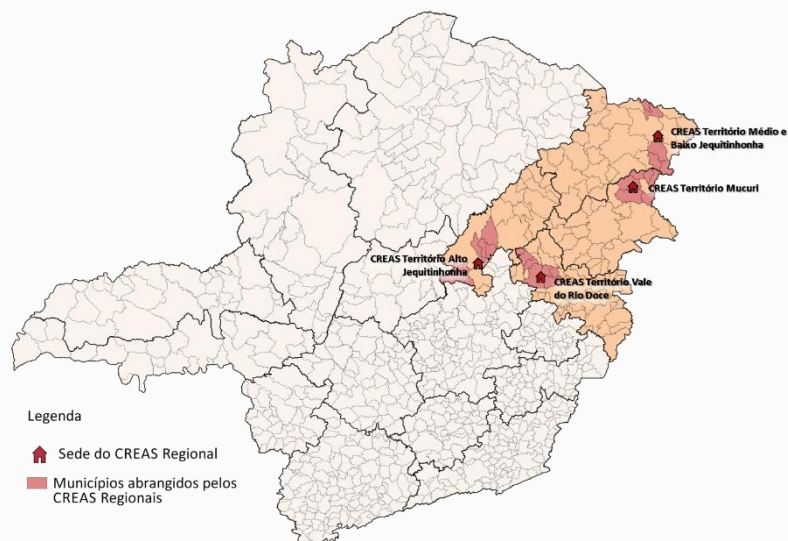 CREAS Território Médio e
Baixo Jequitinhonha
CREAS Território Mucuri
CREAS Território Alto
Jequitinhonha
CREAS Território Vale
do Rio Doce
Legenda
Sede do CREAS Regional
Municípios abrangidos pelos
CREAS Regionais